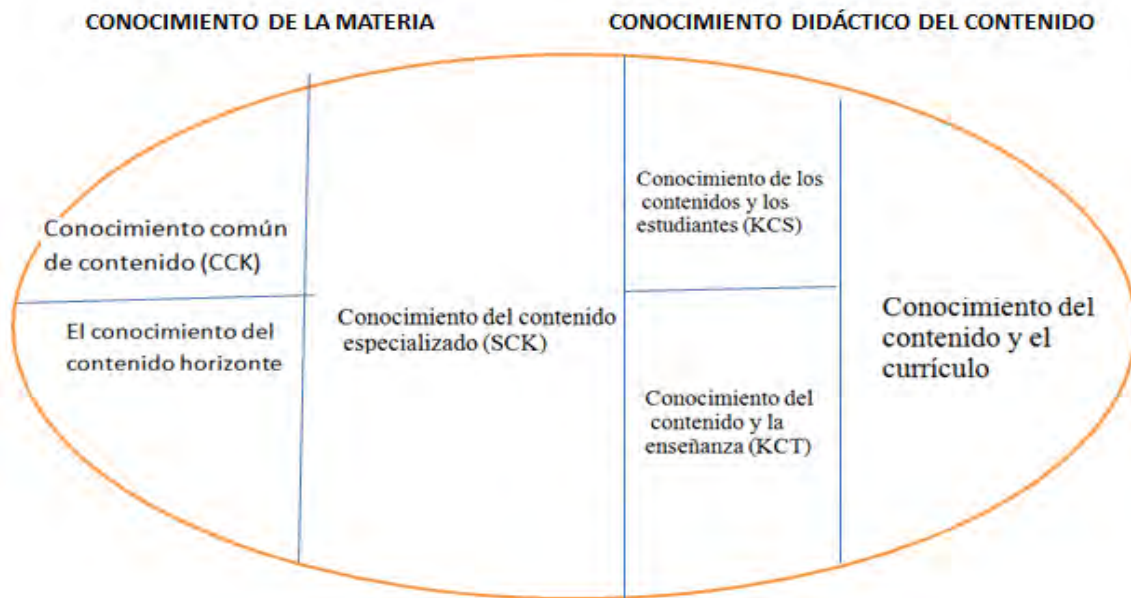 CONOCIMIENTO DE LA MATERIA
CONOCIMIENTO DIDÁCTICO DEL CONTENIDO
Conocimiento común
de contenido (CCK)
El conocimiento del
contenido horizonte
Conocimiento del contenido
especializado (SCK)
Conocimiento de los
contenidos y los
estudiantes (KCS)
Conocimiento del
contenido y la
enseñanza (KCT)
Conocimiento del
contenido y el
currículo